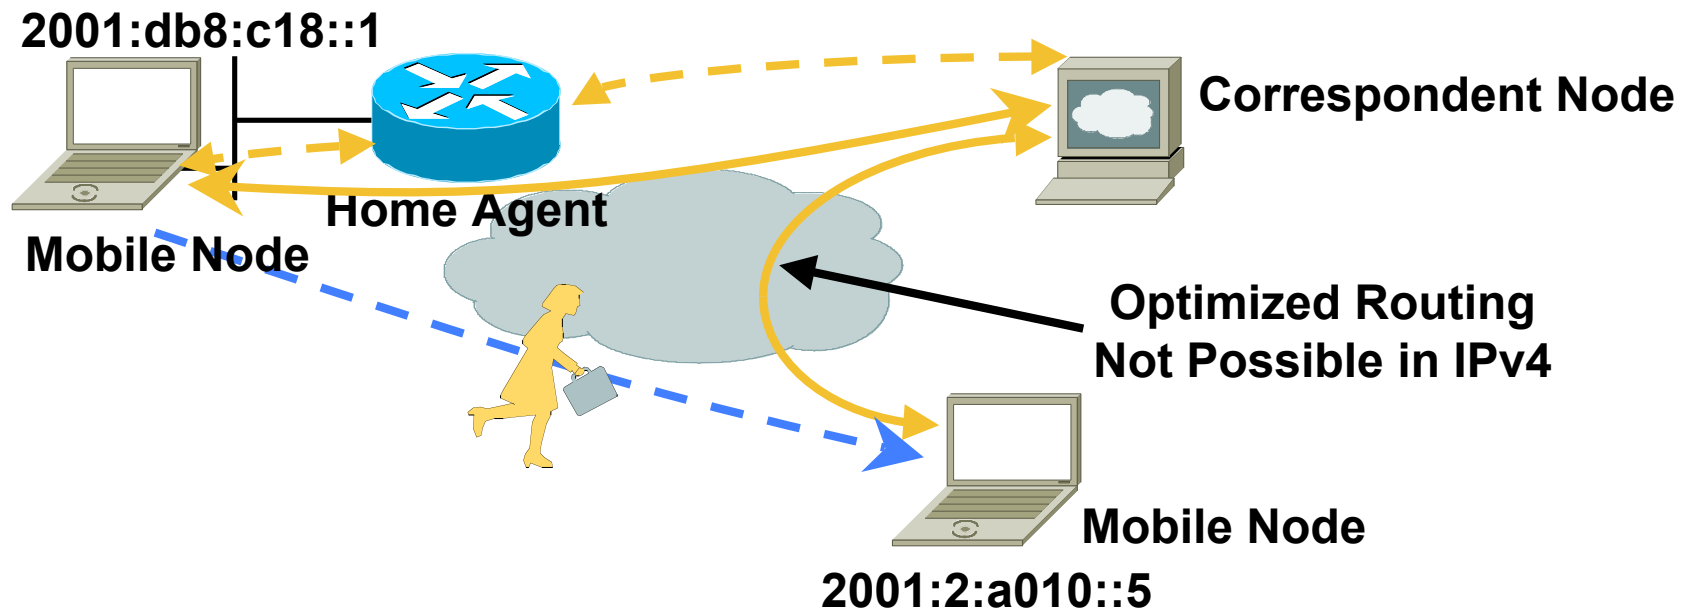 2001:db8:c18::1
Correspondent Node
Home Agent
Mobile Node
Optimized Routing
Not Possible in IPv4
Mobile Node
2001:2:a010::5